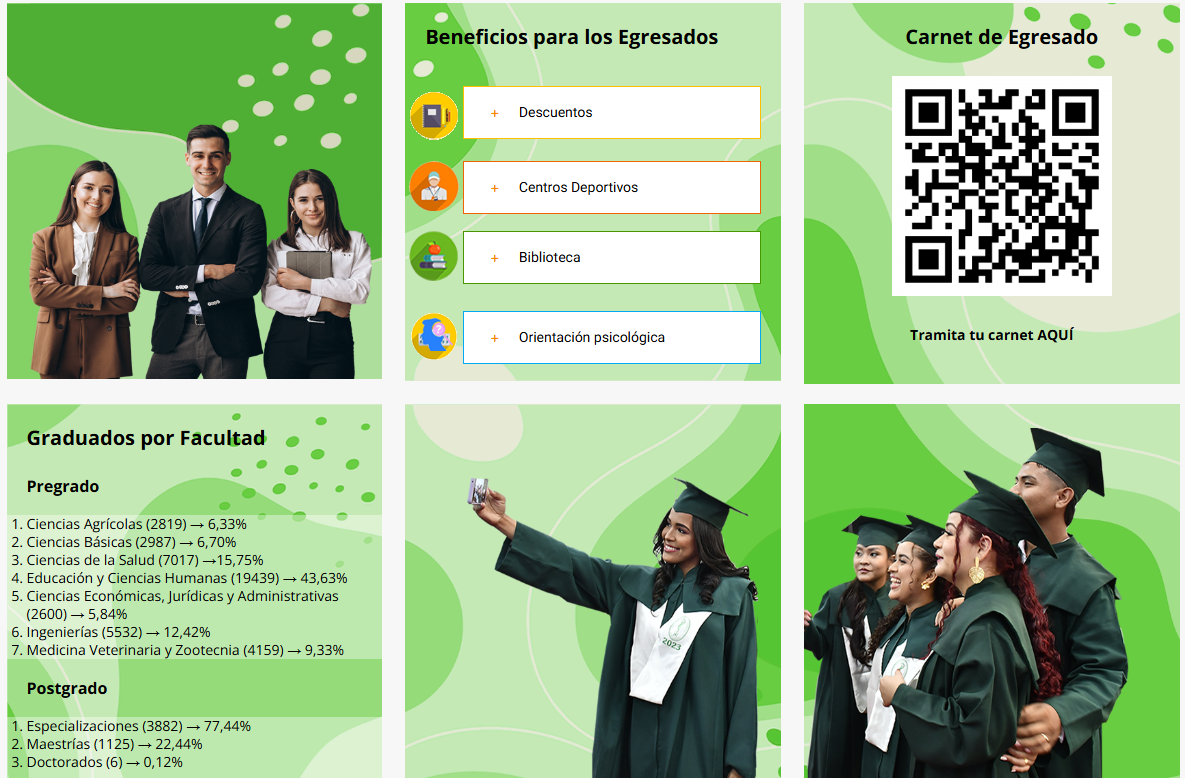 Beneficios para los Egresados
+ Descuentos
+ Centros Deportivos
+ Biblioteca
+ Orientación psicológica
Carnet de Egresado
Tramita tu carnet AQUÍ
Graduados por Facultad
Pregrado
1. Ciencias Agrícolas (2819) → 6,33%
2. Ciencias Básicas (2987) → 6,70%
3. Ciencias de la Salud (7017) →15,75%
4. Educación y Ciencias Humanas (19439) → 43,63%
5. Ciencias Económicas, Jurídicas y Administrativas
(2600) → 5,84%
6. Ingenierías (5532) → 12,42%
7. Medicina Veterinaria y Zootecnia (4159) → 9,33%
Postgrado
1. Especializaciones (3882) → 77,44%
2. Maestrías (1125) → 22,44%
3. Doctorados (6) → 0,12%
2023